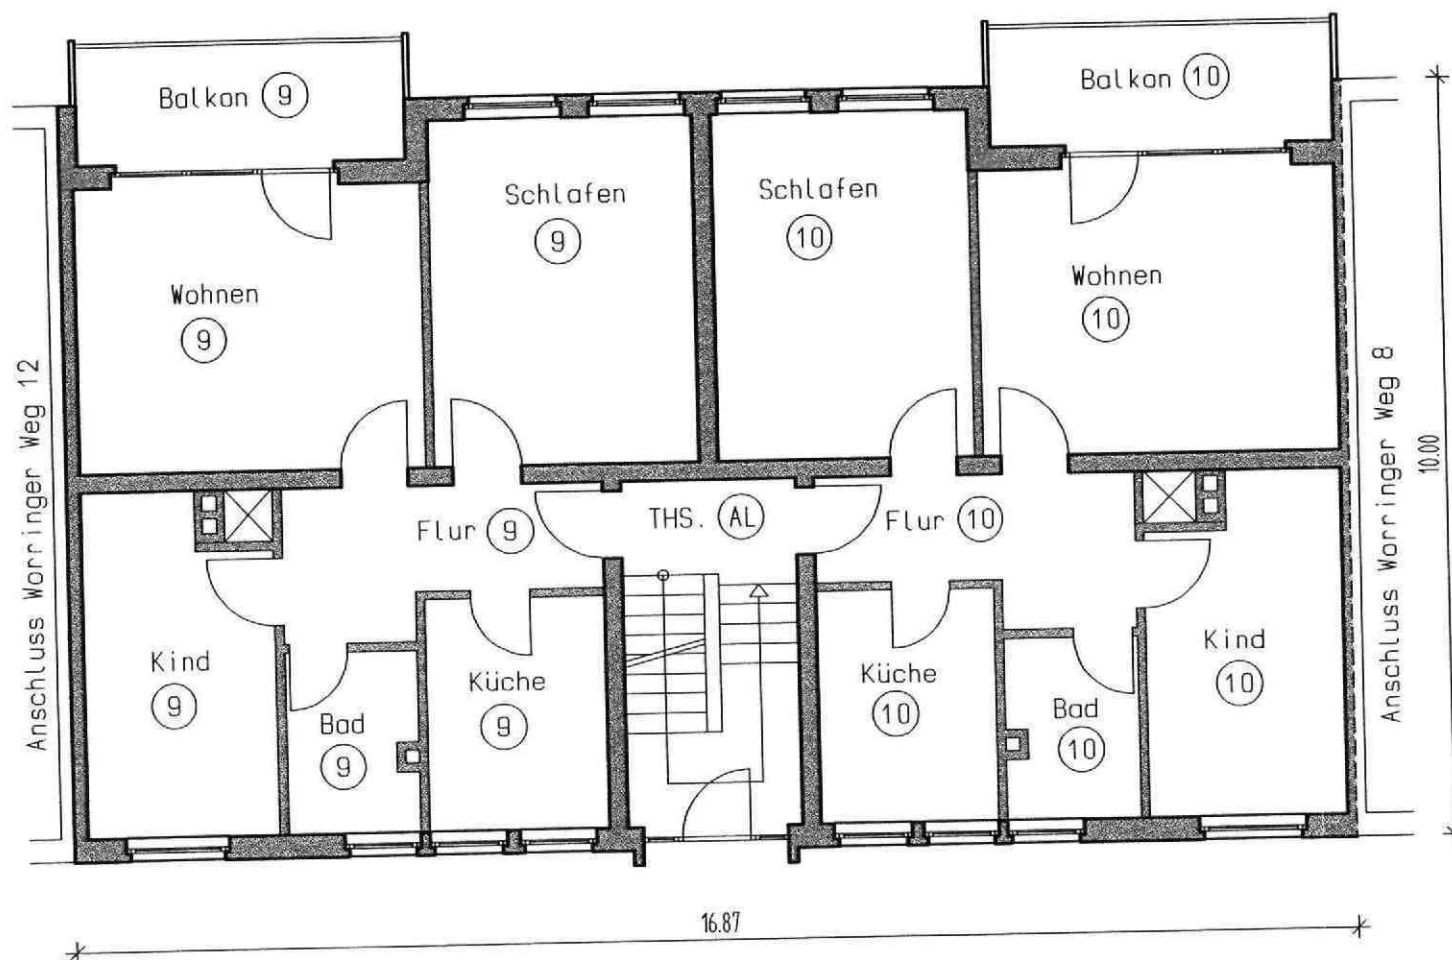 Balkon 9
Balkon 10
Schlafen
9
Schlafen
10
Wohnen
9
Wohnen
10
Anschluss Worringer Weg 12
Anschluss Worringer Weg 8
10.00
Flur 9
THS. AL
Flur 10
Kind
9
Bad
9
Küche
9
Küche
10
Bad
10
Kind
10
16.87